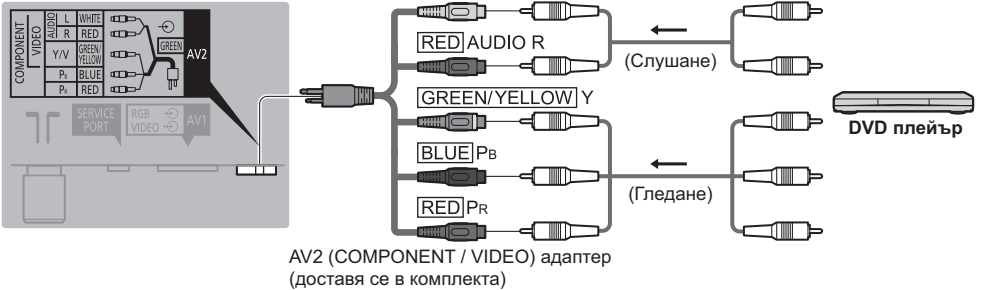 COMPONENT
VIDEO
AUDIO
L WHITE
R RED
Y/V GREEN/YELLOW
PB BLUE
PR RED
GREEN
AV2
SERVICE PORT
RGB
VIDEO
AV1
RED AUDIO R
GREEN/YELLOW Y
BLUE PB
RED PR
(Слушане)
(Гледане)
DVD плейър
AV2 (COMPONENT / VIDEO) адаптер
(доставя се в комплекта)